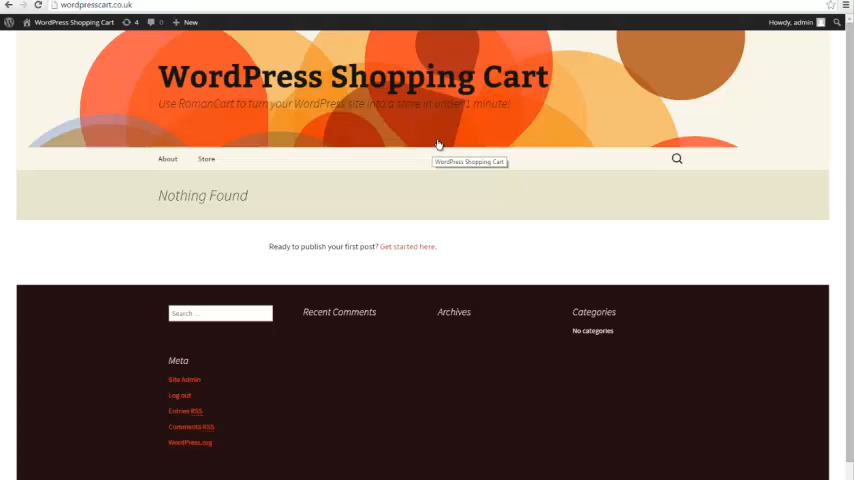 wordpresscart.co.uk
WordPress Shopping Cart 4 0 + New Howdy, admin
WordPress Shopping Cart
Use RomanCart to turn your WordPress site into a store in under 1 minute!
About Store
WordPress Shopping Cart
Nothing Found
Ready to publish your first post? Get started here.
Search ...
Recent Comments
Archives
Categories
No categories
Meta
Site Admin
Log out
Entries RSS
Comments RSS
WordPress.org